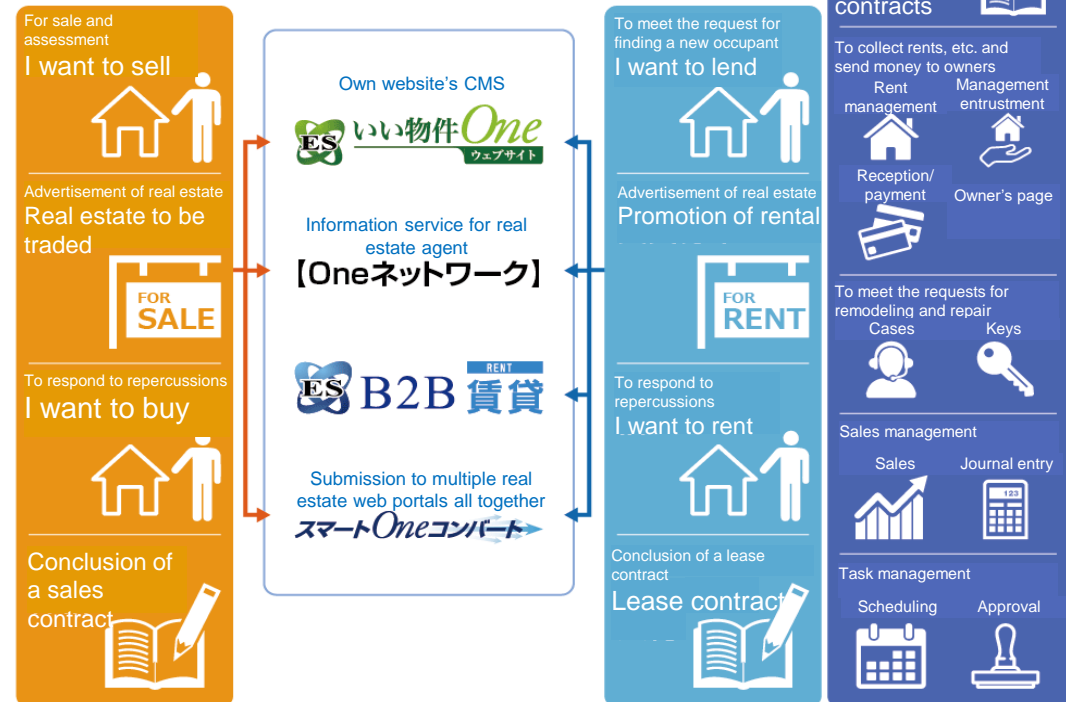 For sale and
assessment
I want to sell
Advertisement of real estate
Real estate to be
traded
FOR
SALE
To respond to repercussions
I want to buy
Conclusion of
a sales
contract
Own website's CMS
ES いい物件One
ウェブサイト
Information service for real
estate agent
【Oneネットワーク】
RENT
ES B2B 賃貸
Submission to multiple real
estate web portals all together
スマートOneコンバート
To meet the request for
finding a new occupant
I want to lend
Advertisement of real estate
Promotion of rental
FOR
RENT
To respond to
repercussions
I want to rent
Conclusion of a lease
contract
Lease contract
contracts
To collect rents, etc. and
send money to owners
Rent
management
Management
entrustment
Reception/
payment
Owner's page
To meet the requests for
remodeling and repair
Cases
Keys
Sales management
Sales
Journal entry
123
Task management
Scheduling
Approval